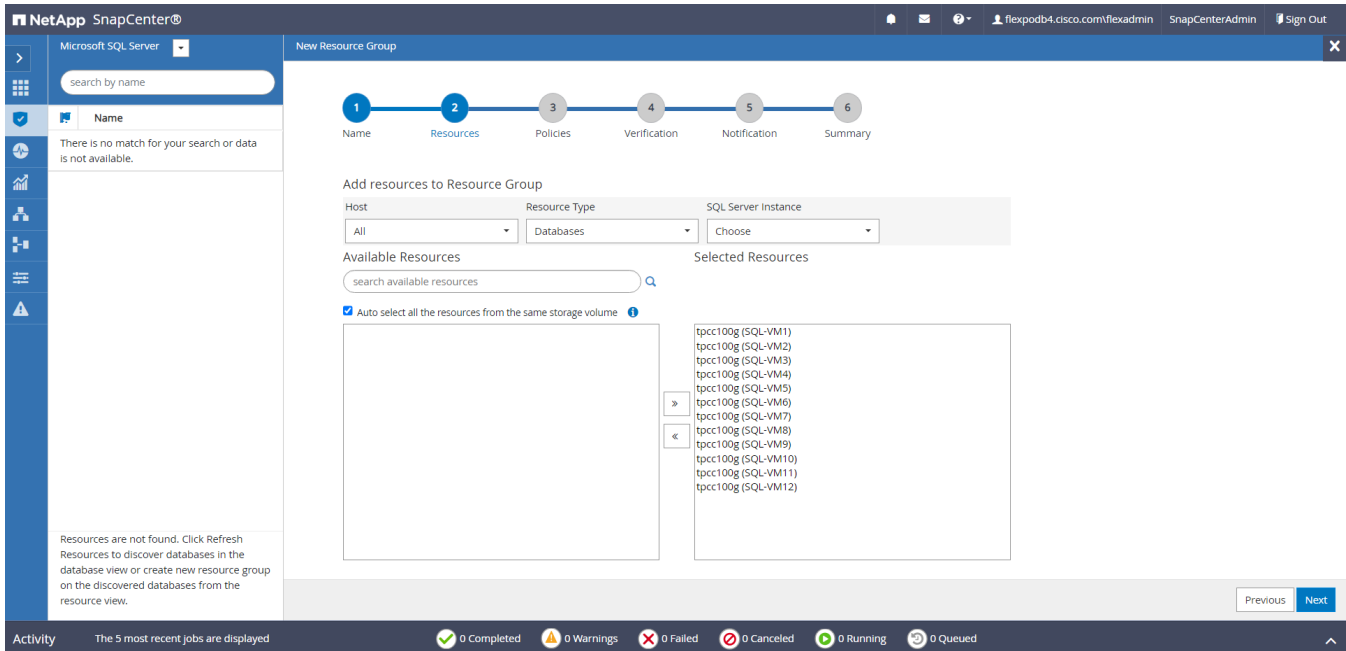 NetApp SnapCenter®
flexpodb4.cisco.com\flexadmin SnapCenterAdmin Sign Out
Microsoft SQL Server
New Resource Group
search by name
Name
There is no match for your search or data
is not available.
1 2 3 4 5 6
Name Resources Policies Verification Notification Summary
Add resources to Resource Group
Host Resource Type SQL Server Instance
All Databases Choose
Available Resources Selected Resources
search available resources
Auto select all the resources from the same storage volume
tpcc100g (SQL-VM1)
tpcc100g (SQL-VM2)
tpcc100g (SQL-VM3)
tpcc100g (SQL-VM4)
tpcc100g (SQL-VM5)
tpcc100g (SQL-VM6)
tpcc100g (SQL-VM7)
tpcc100g (SQL-VM8)
tpcc100g (SQL-VM9)
tpcc100g (SQL-VM10)
tpcc100g (SQL-VM11)
tpcc100g (SQL-VM12)
Resources are not found. Click Refresh
Resources to discover databases in the
database view or create new resource group
on the discovered databases from the
resource view.
Previous Next
Activity The 5 most recent jobs are displayed 0 Completed 0 Warnings 0 Failed 0 Canceled 0 Running 0 Queued